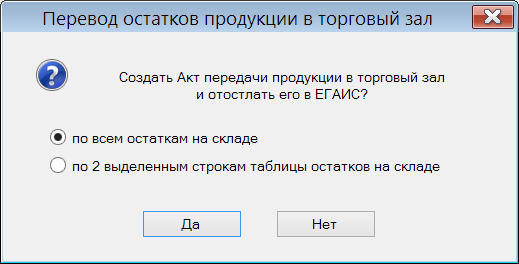 Перевод остатков продукции в торговый зал
Создать Акт передачи продукции в торговый зал
и отостлать его в ЕГАИС?
по всем остаткам на складе
по 2 выделенным строкам таблицы остатков на складе
Да
Нет